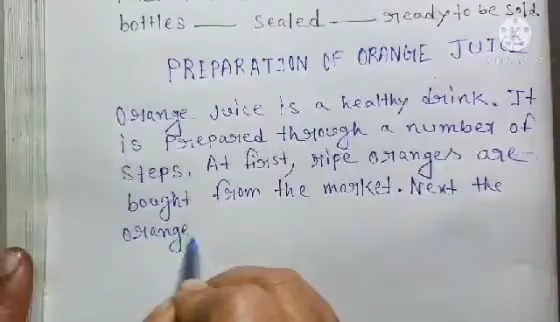 bottles — sealed — ready to be sold.
PREPARATION OF ORANGE JUICE
Orange Juice is a healthy drink. It
is prepared through a number of
steps. At first, ripe oranges are
bought from the market. Next the
orange